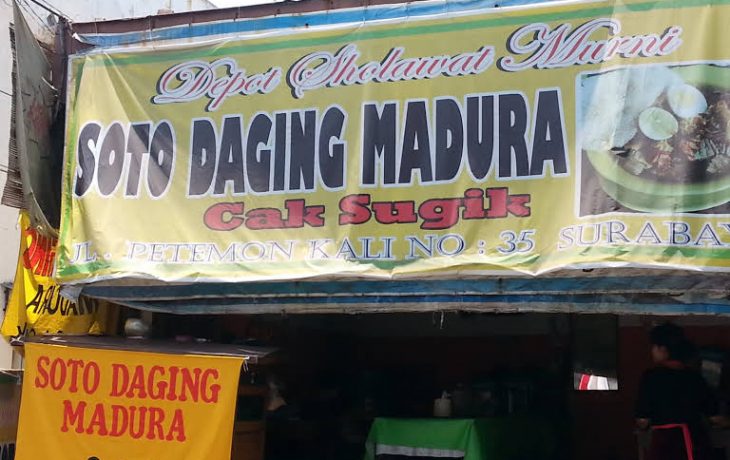 Depot Sholawat Murni
SOTO DAGING MADURA
Cak Sugik
JL. PETEMON KALI NO : 35 SURABAY
SOTO DAGING
MADURA